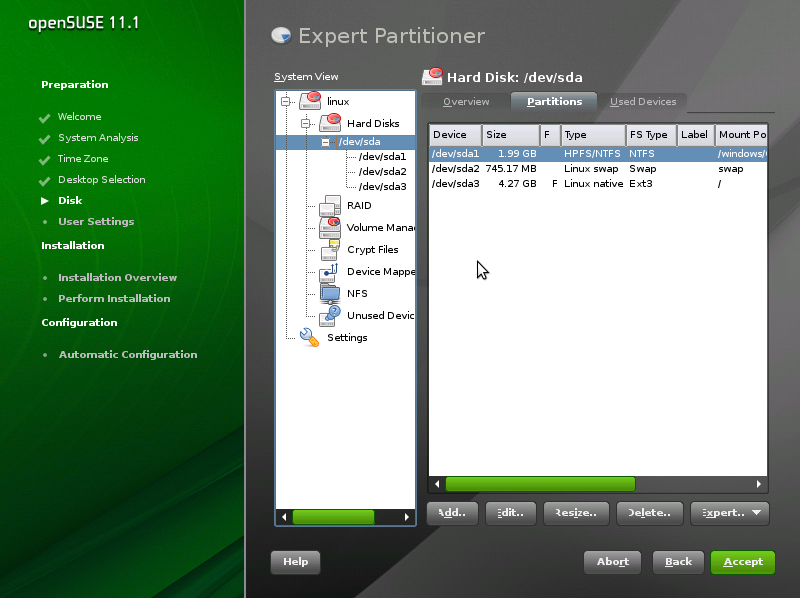 openSUSE 11.1
Preparation
Welcome
System Analysis
Time Zone
Desktop Selection
Disk
User Settings
Installation
Installation Overview
Perform Installation
Configuration
Automatic Configuration
Expert Partitioner
System View
linux
Hard Disks
/dev/sda
/dev/sda1
/dev/sda2
/dev/sda3
RAID
Volume Mana
Crypt Files
Device Mappe
NFS
Unused Devic
Settings
Hard Disk: /dev/sda
Overview Partitions Used Devices
Device Size F Type FS Type Label Mount Po
/dev/sda1 1.99 GB HPFS/NTFS NTFS /windows/
/dev/sda2 745.17 MB Linux swap Swap swap
/dev/sda3 4.27 GB F Linux native Ext3 /
Add.. Edit.. Resize.. Delete.. Expert..
Help Abort Back Accept